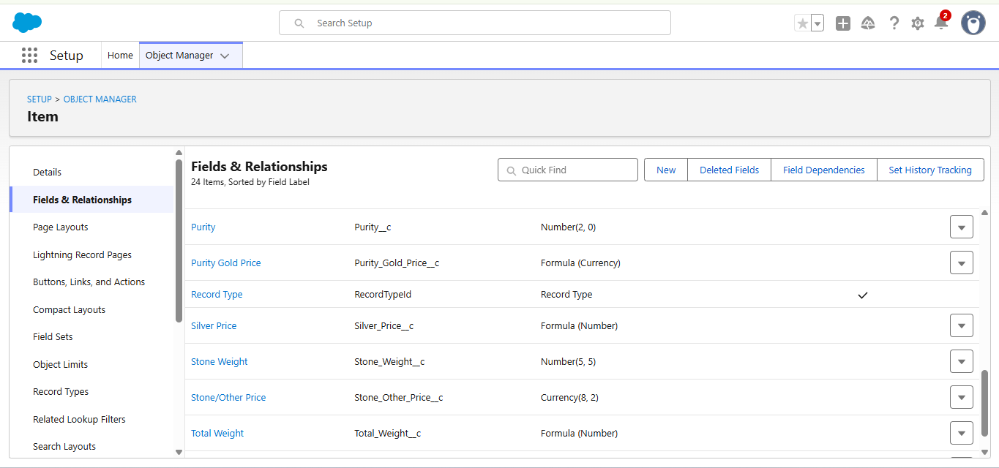 Search Setup
2
Setup
Home
Object Manager
SETUP > OBJECT MANAGER
Item
Details
Fields & Relationships
Page Layouts
Lightning Record Pages
Buttons, Links, and Actions
Compact Layouts
Field Sets
Object Limits
Record Types
Related Lookup Filters
Search Layouts
Fields & Relationships
24 Items, Sorted by Field Label
Quick Find
New
Deleted Fields
Field Dependencies
Set History Tracking
Purity Purity__c Number(2, 0)
Purity Gold Price Purity_Gold_Price__c Formula (Currency)
Record Type RecordTypeId Record Type
Silver Price Silver_Price__c Formula (Number)
Stone Weight Stone_Weight__c Number(5, 5)
Stone/Other Price Stone_Other_Price__c Currency(8, 2)
Total Weight Total_Weight__c Formula (Number)